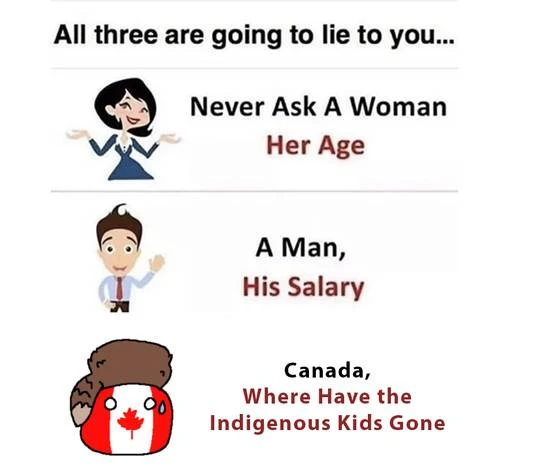 All three are going to lie to you...
Never Ask A Woman
Her Age
A Man,
His Salary
Canada,
Where Have the
Indigenous Kids Gone